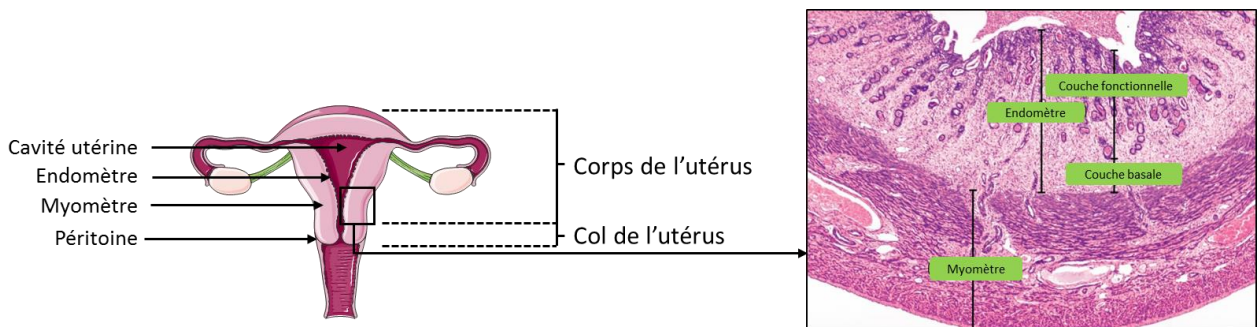 Cavité utérine
Endomètre
Myomètre
Péritoine
Corps de l’utérus
Col de l’utérus
Couche fonctionnelle
Endomètre
Couche basale
Myomètre